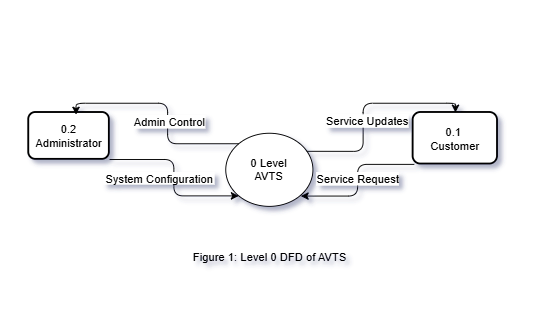 0.2
Administrator
Admin Control
System Configuration
0 Level
AVTS
Service Updates
Service Request
0.1
Customer
Figure 1: Level 0 DFD of AVTS